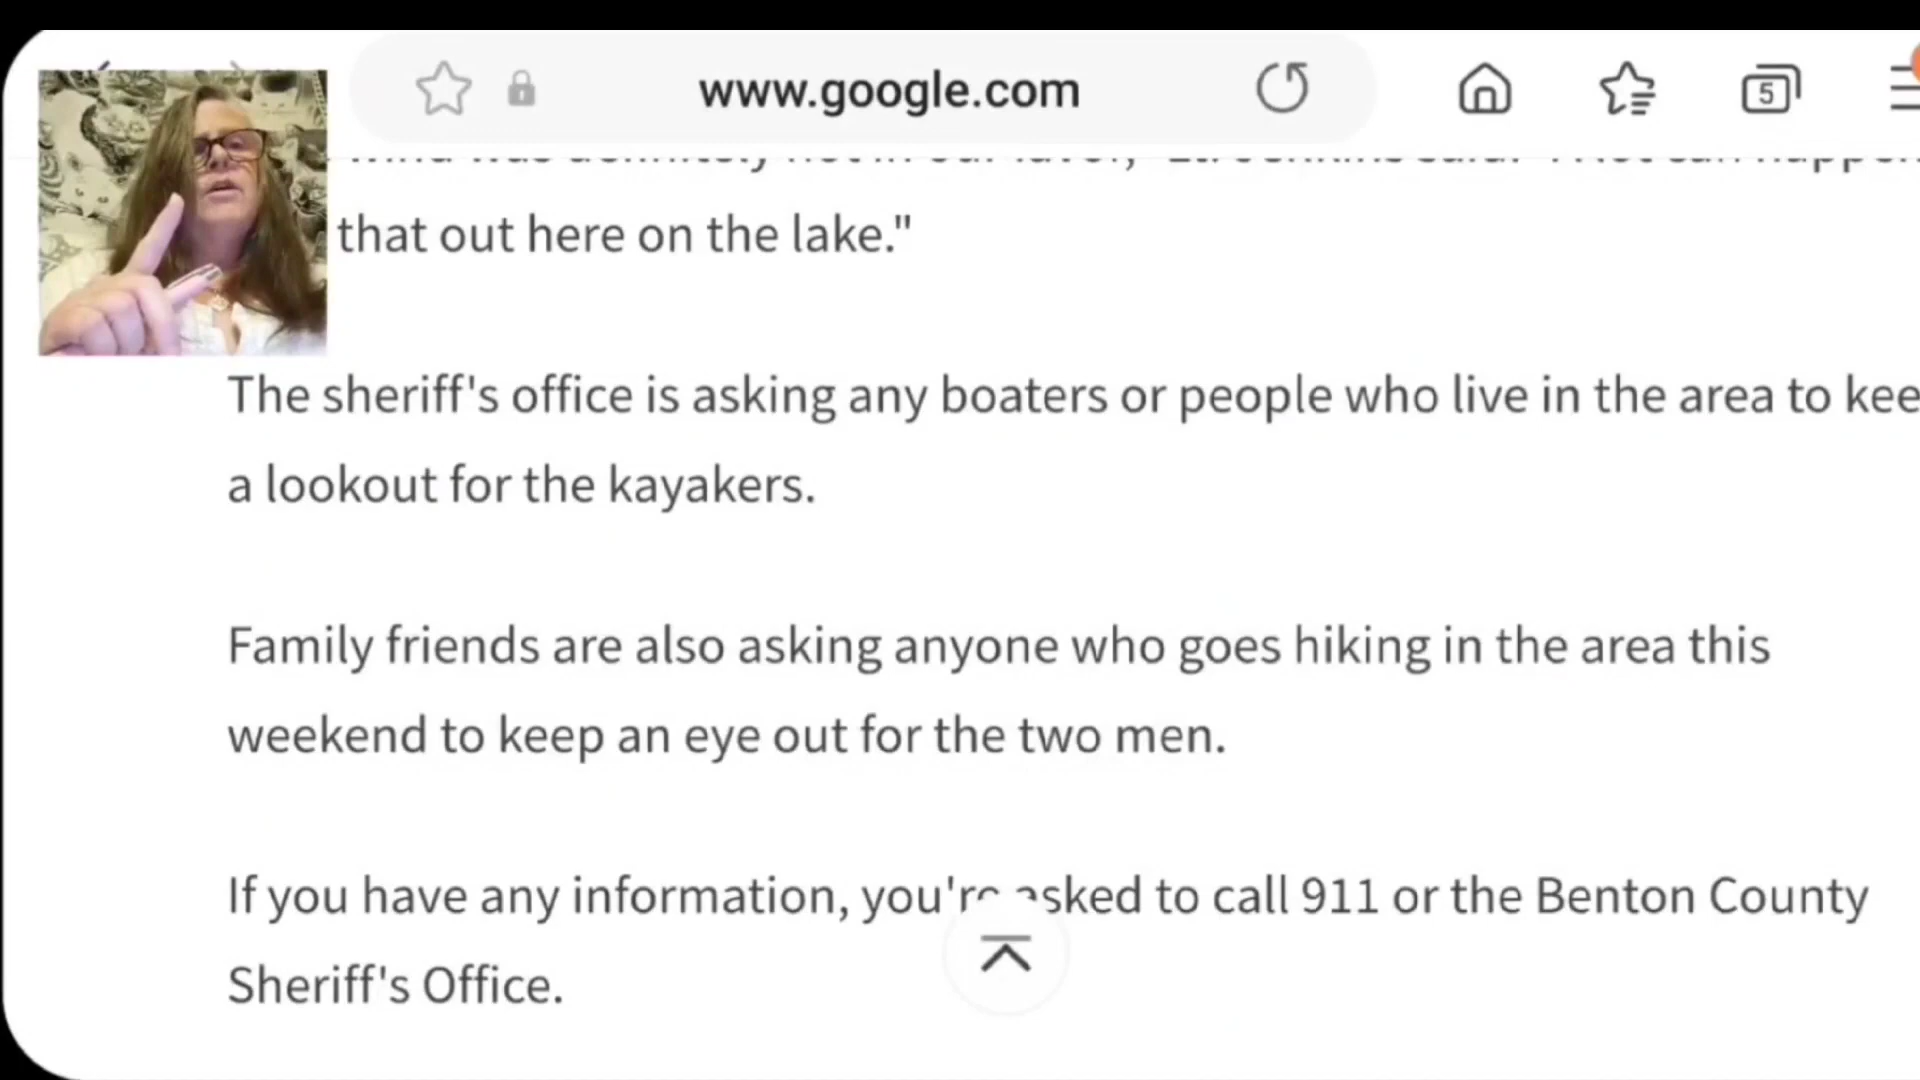 www.google.com
5
that out here on the lake."
The sheriff's office is asking any boaters or people who live in the area to kee
a lookout for the kayakers.
Family friends are also asking anyone who goes hiking in the area this
weekend to keep an eye out for the two men.
If you have any information, you're asked to call 911 or the Benton County
Sheriff's Office.